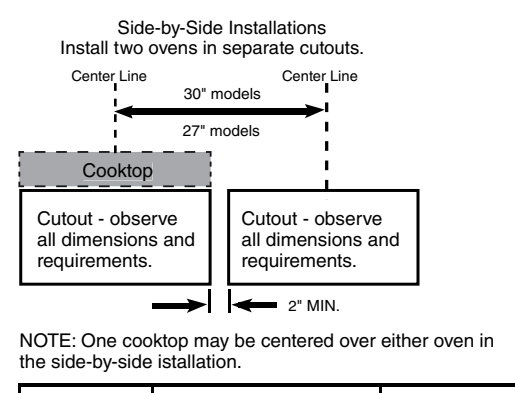 Side-by-Side Installations
Install two ovens in separate cutouts.
Center Line
Center Line
30" models
27" models
Cooktop
Cutout - observe
all dimensions and
requirements.
Cutout - observe
all dimensions and
requirements.
2" MIN.
NOTE: One cooktop may be centered over either oven in
the side-by-side istallation.